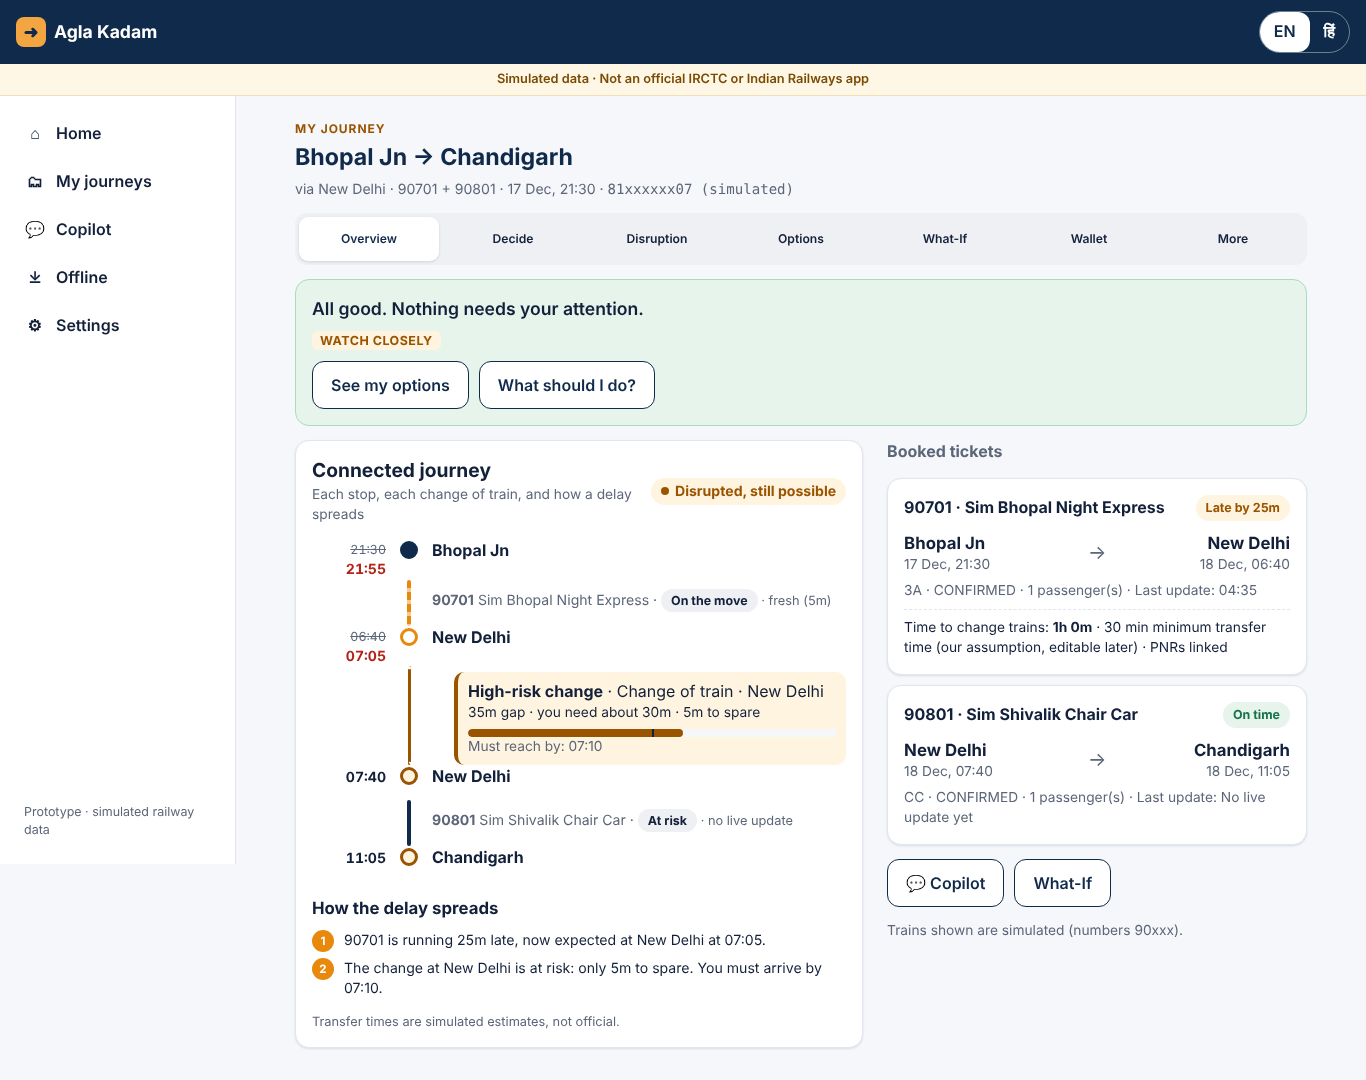 Agla Kadam
EN
हिं
Simulated data · Not an official IRCTC or Indian Railways app
Home
My journeys
Copilot
Offline
Settings
Prototype · simulated railway
data
MY JOURNEY
Bhopal Jn → Chandigarh
via New Delhi · 90701 + 90801 · 17 Dec, 21:30 · 81xxxxxx07 (simulated)
Overview
Decide
Disruption
Options
What-If
Wallet
More
All good. Nothing needs your attention.
WATCH CLOSELY
See my options
What should I do?
Connected journey
Each stop, each change of train, and how a delay
spreads
Disrupted, still possible
21:30
21:55
Bhopal Jn
90701 Sim Bhopal Night Express · On the move · fresh (5m)
06:40
07:05
New Delhi
High-risk change · Change of train · New Delhi
35m gap · you need about 30m · 5m to spare
Must reach by: 07:10
07:40
New Delhi
90801 Sim Shivalik Chair Car · At risk · no live update
11:05
Chandigarh
How the delay spreads
1 90701 is running 25m late, now expected at New Delhi at 07:05.
2 The change at New Delhi is at risk: only 5m to spare. You must arrive by
07:10.
Transfer times are simulated estimates, not official.
Booked tickets
90701 · Sim Bhopal Night Express
Late by 25m
Bhopal Jn → New Delhi
17 Dec, 21:30
18 Dec, 06:40
3A · CONFIRMED · 1 passenger(s) · Last update: 04:35
Time to change trains: 1h 0m · 30 min minimum transfer
time (our assumption, editable later) · PNRs linked
90801 · Sim Shivalik Chair Car
On time
New Delhi → Chandigarh
18 Dec, 07:40
18 Dec, 11:05
CC · CONFIRMED · 1 passenger(s) · Last update: No live
update yet
Copilot
What-If
Trains shown are simulated (numbers 90xxx).